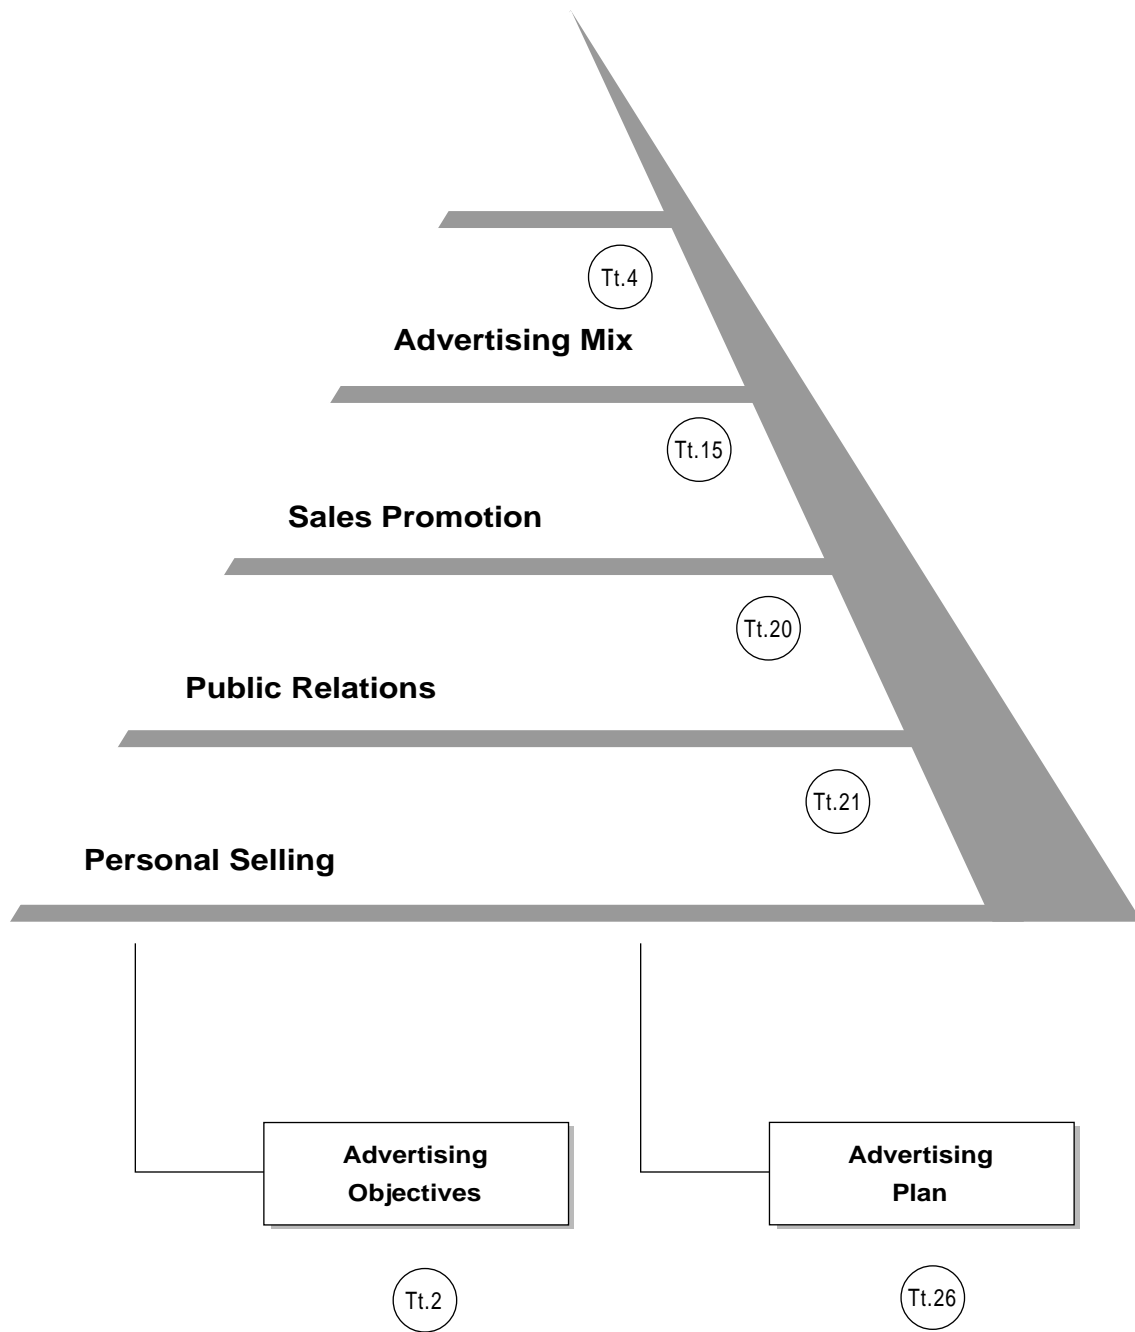 Tt.4
Advertising Mix
Tt.15
Sales Promotion
Tt.20
Public Relations
Tt.21
Personal Selling
Advertising
Objectives
Advertising
Plan
Tt.2
Tt.26